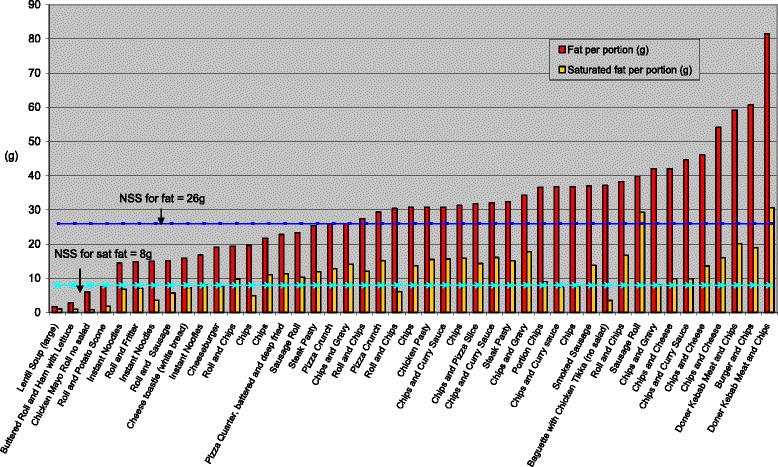 90
80
70
60
50
40
30
20
10
0
(g)
Fat per portion (g)
Saturated fat per portion (g)
NSS for fat = 26g
NSS for sat fat = 8g
Lentil Soup (large)
Buttered Roll and Ham with Lettuce
Chicken Mayo Roll no salad
Roll and Potato Scone
Instant Noodles
Roll and Fritter
Instant Noodles
Roll and Sausage
Cheese toastie (white bread)
Instant Noodles
Cheeseburger
Roll and Chips
Chips
Chips
Pizza Quarter, battered and deep fried
Sausage Roll
Steak Pasty
Pizza Crunch
Chips and Gravy
Roll and Chips
Pizza Crunch
Roll and Chips
Chips
Chicken Pasty
Chips and Curry Sauce
Chips
Chips and Pizza Slice
Chips and Curry Sauce
Steak Pasty
Chips and Gravy
Portion Chips
Chips and Curry sauce
Chips
Smoked Sausage
Baguette with Chicken Tikka (no salad)
Roll and Chips
Sausage Roll
Chips and Gravy
Chips and Cheese
Chips and Curry Sauce
Chips and Cheese
Chips and Cheese
Doner Kebab Meat and Chips
Burger and Chips
Doner Kebab Meat and Chips